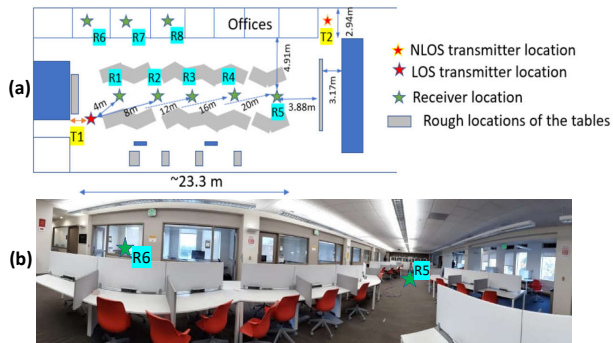 Offices
R6
R7
R8
T2
2.94m
4.91m
R1
R2
R3
R4
R5
4m
8m
12m
16m
20m
3.88m
3.17m
T1
~23.3 m
(a)
NLOS transmitter location
LOS transmitter location
Receiver location
Rough locations of the tables
(b)
R6
R5